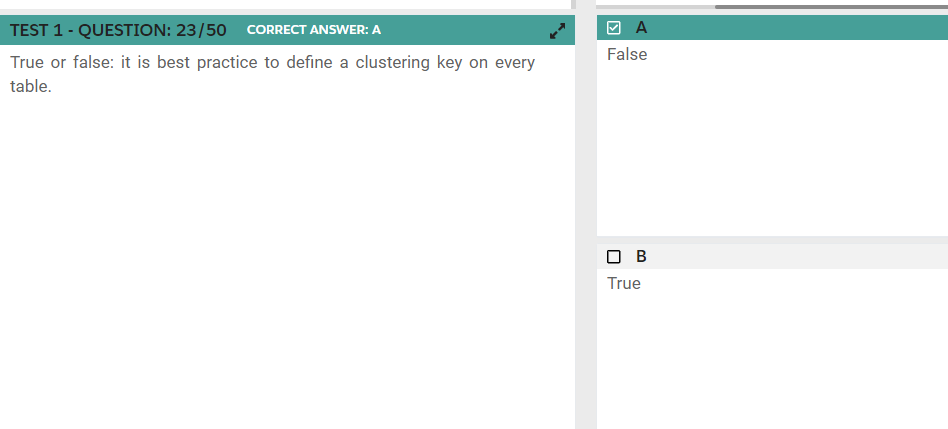 TEST 1 - QUESTION: 23/50 CORRECT ANSWER: A
True or false: it is best practice to define a clustering key on every
table.
A
False
B
True